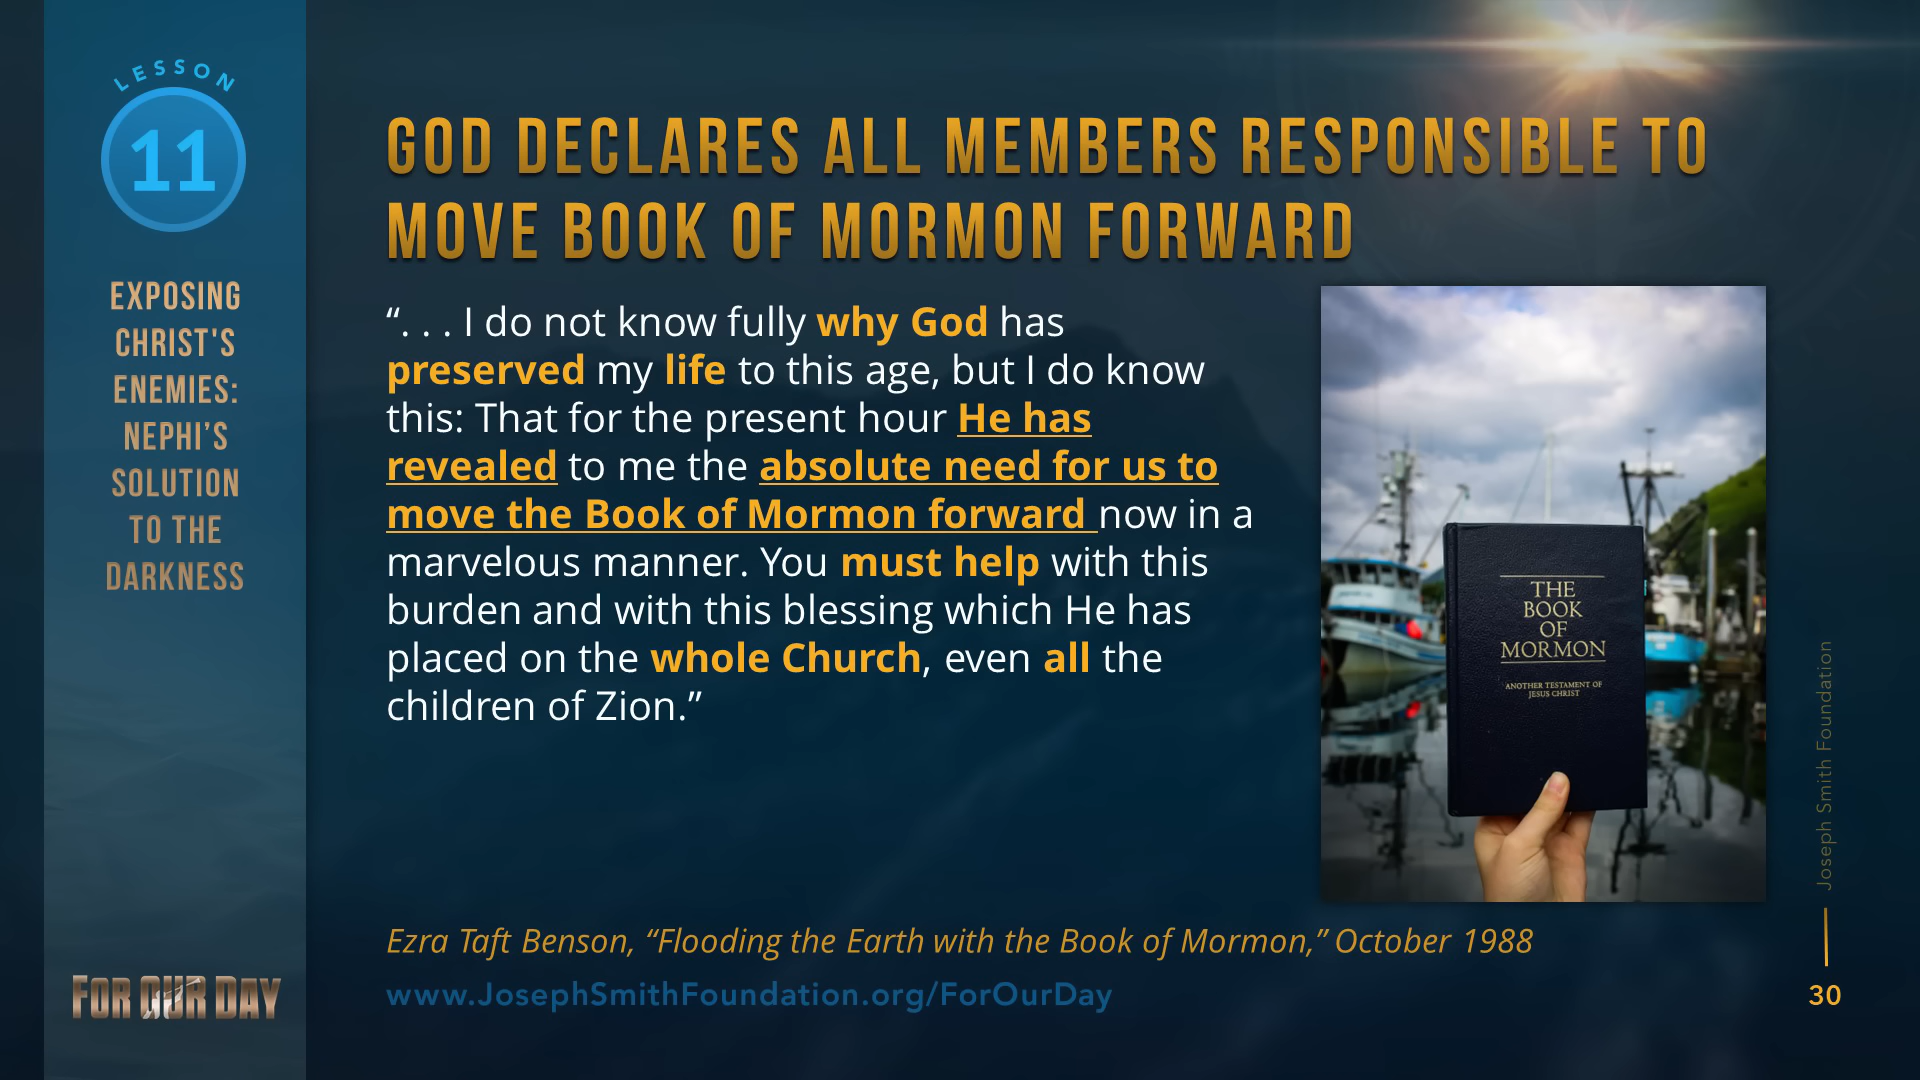 LESSON
11
EXPOSING
CHRIST'S
ENEMIES:
NEPHI’S
SOLUTION
TO THE
DARKNESS
FOR OUR DAY
GOD DECLARES ALL MEMBERS RESPONSIBLE TO
MOVE BOOK OF MORMON FORWARD
“. . . I do not know fully why God has
preserved my life to this age, but I do know
this: That for the present hour He has
revealed to me the absolute need for us to
move the Book of Mormon forward now in a
marvelous manner. You must help with this
burden and with this blessing which He has
placed on the whole Church, even all the
children of Zion.”
THE
BOOK
OF
MORMON
ANOTHER TESTAMENT OF
JESUS CHRIST
Ezra Taft Benson, “Flooding the Earth with the Book of Mormon,” October 1988
www.JosephSmithFoundation.org/ForOurDay
Joseph Smith Foundation
30